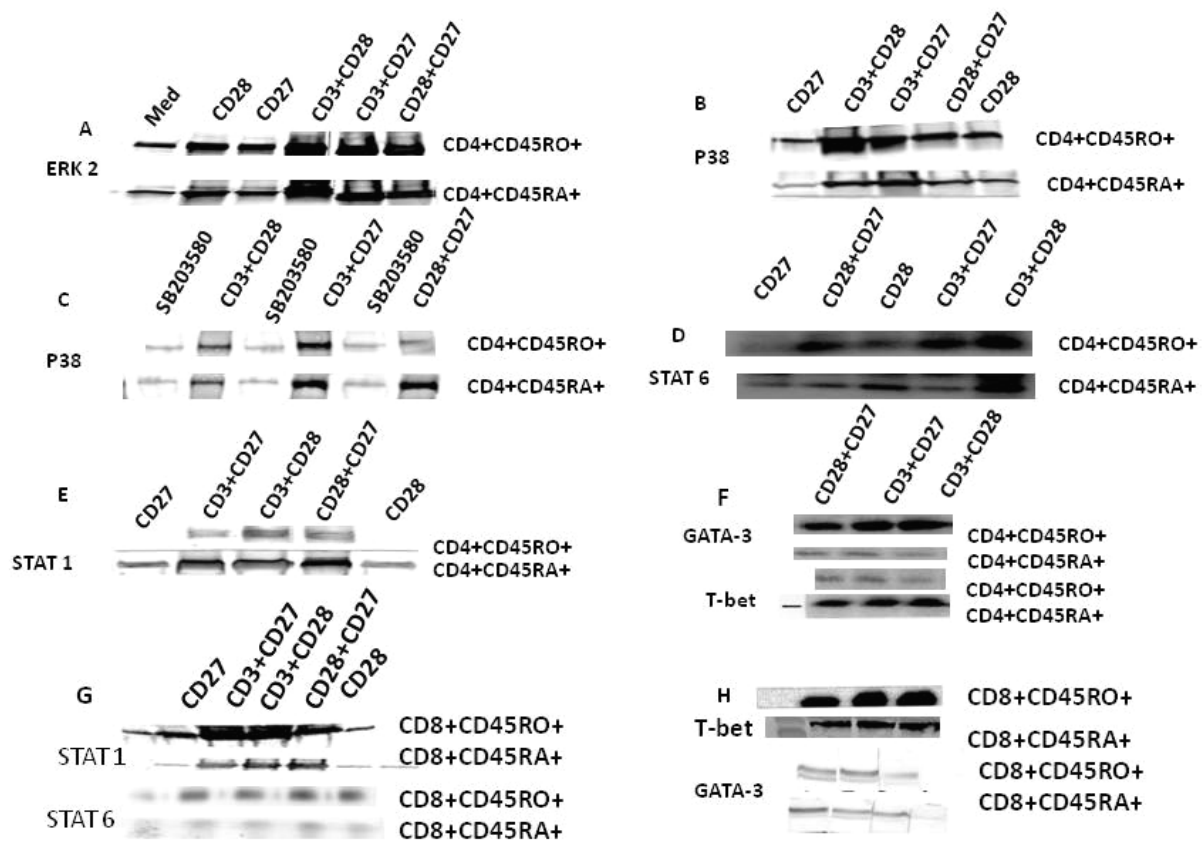 A
ERK 2
Med
CD28
CD27
CD3+CD28
CD3+CD27
CD28+CD27
CD4+CD45RO+
CD4+CD45RA+
B
P38
CD27
CD3+CD28
CD3+CD27
CD28+CD27
CD28
CD4+CD45RO+
CD4+CD45RA+
C
P38
SB203580
CD3+CD28
SB203580
CD3+CD27
SB203580
CD28+CD27
CD4+CD45RO+
CD4+CD45RA+
D
STAT 6
CD27
CD28+CD27
CD28
CD3+CD27
CD3+CD28
CD4+CD45RO+
CD4+CD45RA+
E
STAT 1
CD27
CD3+CD27
CD3+CD28
CD28+CD27
CD28
CD4+CD45RO+
CD4+CD45RA+
F
CD28+CD27
CD3+CD27
CD3+CD28
GATA-3
CD4+CD45RO+
CD4+CD45RA+
T-bet
CD4+CD45RO+
CD4+CD45RA+
G
CD27
CD3+CD27
CD3+CD28
CD28+CD27
CD28
STAT 1
CD8+CD45RO+
CD8+CD45RA+
STAT 6
CD8+CD45RO+
CD8+CD45RA+
H
T-bet
CD8+CD45RO+
CD8+CD45RA+
GATA-3
CD8+CD45RO+
CD8+CD45RA+